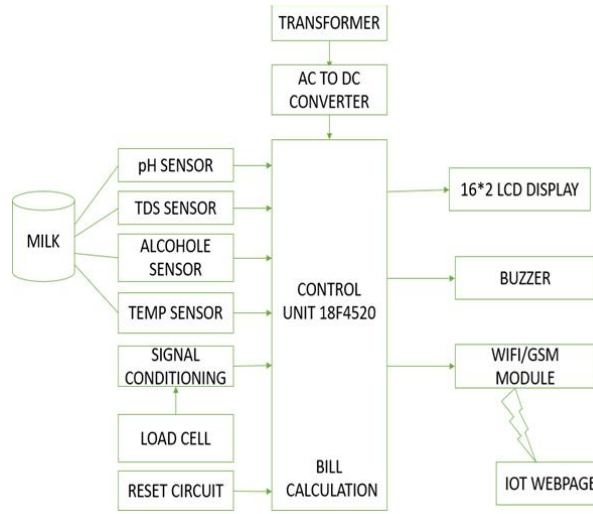 TRANSFORMER
AC TO DC
CONVERTER
pH SENSOR
TDS SENSOR
MILK
ALCOHOLE
SENSOR
TEMP SENSOR
SIGNAL
CONDITIONING
LOAD CELL
RESET CIRCUIT
CONTROL
UNIT 18F4520
BILL
CALCULATION
16*2 LCD DISPLAY
BUZZER
WIFI/GSM
MODULE
IOT WEBPAGE